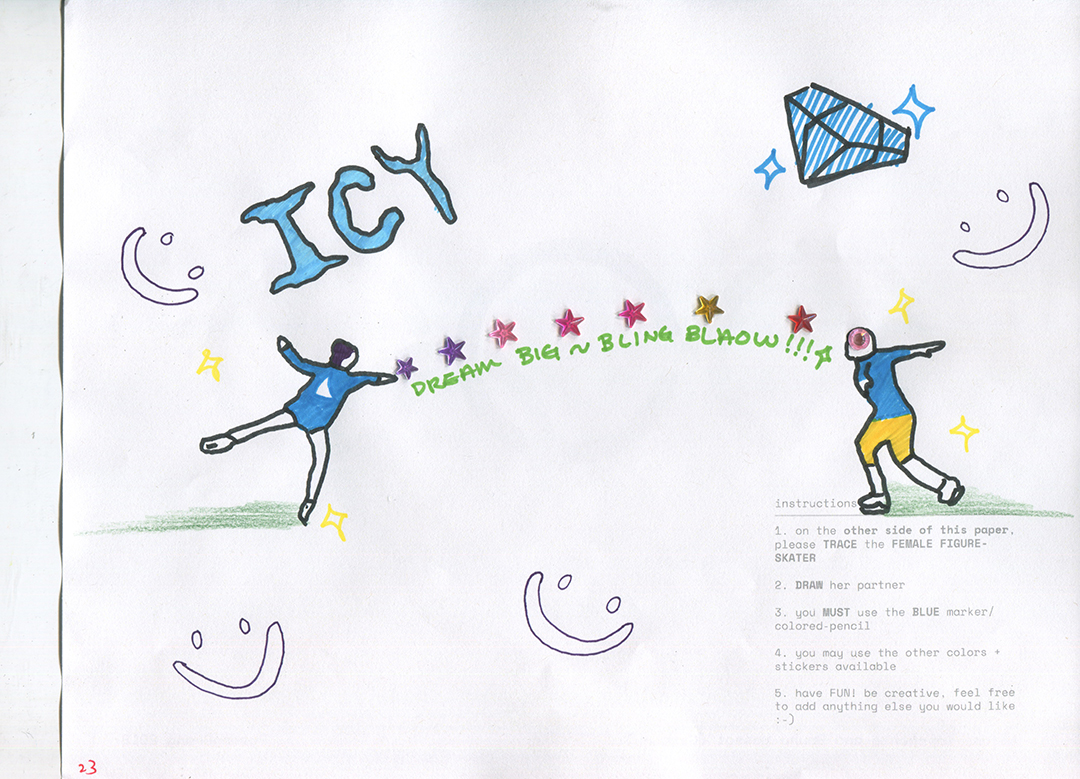 ICY
DREAM BIG ~ BLING BLAOW!!!
instructions
1. on the other side of this paper,
please TRACE the FEMALE FIGURE-
SKATER
2. DRAW her partner
3. you MUST use the BLUE marker/
colored-pencil
4. you may use the other colors +
stickers available
5. have FUN! be creative, feel free
to add anything else you would like
:-)
23